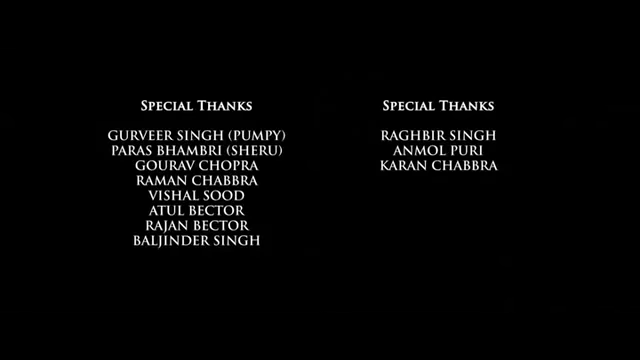 Special Thanks
GURVEER SINGH (PUMPY)
PARAS BHAMBRI (SHERU)
GOURAV CHOPRA
RAMAN CHABBRA
VISHAL SOOD
ATUL BECTOR
RAJAN BECTOR
BALJINDER SINGH
Special Thanks
RAGHBIR SINGH
ANMOL PURI
KARAN CHABBRA